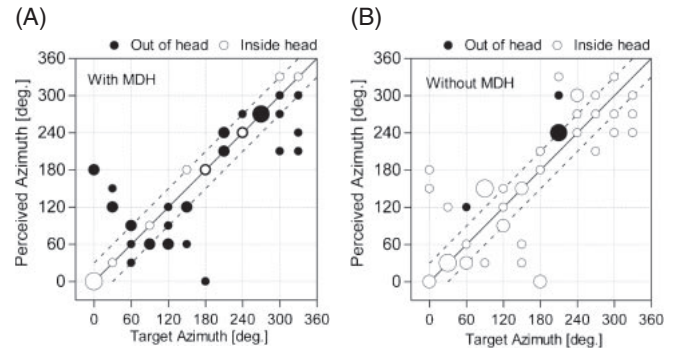 (A)
● Out of head ○ Inside head
With MDH
Perceived Azimuth [deg.]
360
300
240
180
120
60
0
0 60 120 180 240 300 360
Target Azimuth [deg.]
(B)
● Out of head ○ Inside head
Without MDH
Perceived Azimuth [deg.]
360
300
240
180
120
60
0
0 60 120 180 240 300 360
Target Azimuth [deg.]